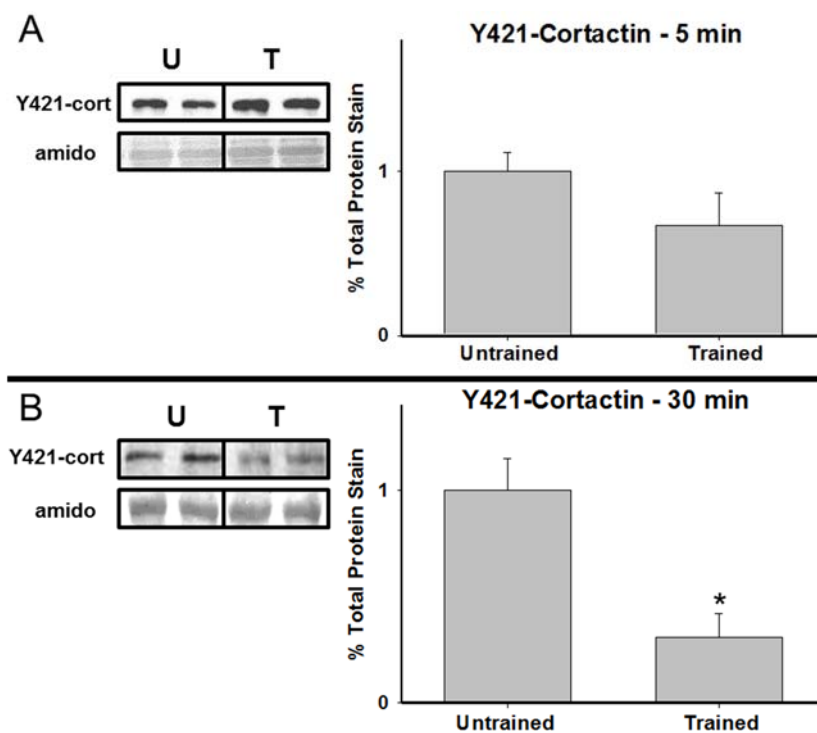 A
U T
Y421-cort
amido
Y421-Cortactin - 5 min
% Total Protein Stain
1
0
Untrained Trained
B
U T
Y421-cort
amido
Y421-Cortactin - 30 min
% Total Protein Stain
1
*
0
Untrained Trained